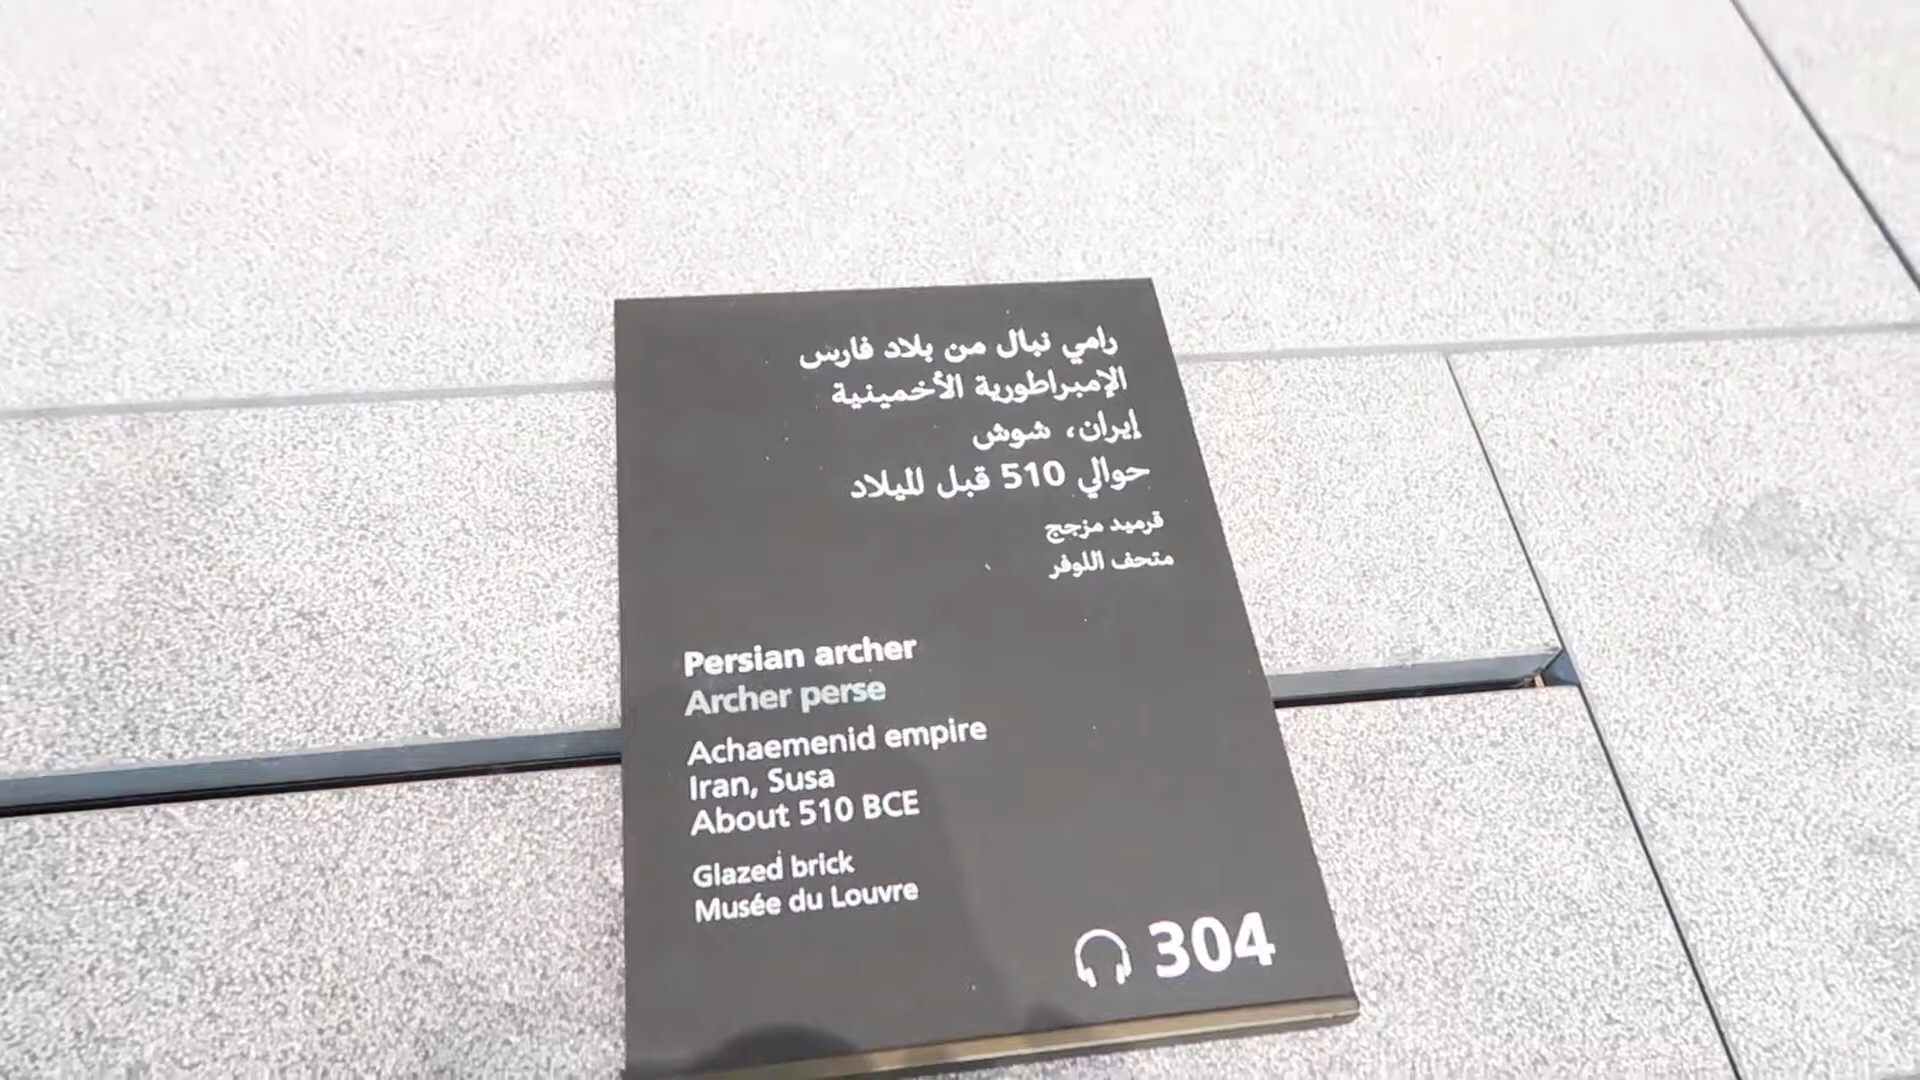 رامي نبال من بلاد فارس
الإمبراطورية الأخمينية
إيران، شوش
حوالي 510 قبل الميلاد
قرميد مزجج
متحف اللوفر
Persian archer
Archer perse
Achaemenid empire
Iran, Susa
About 510 BCE
Glazed brick
Musée du Louvre
304